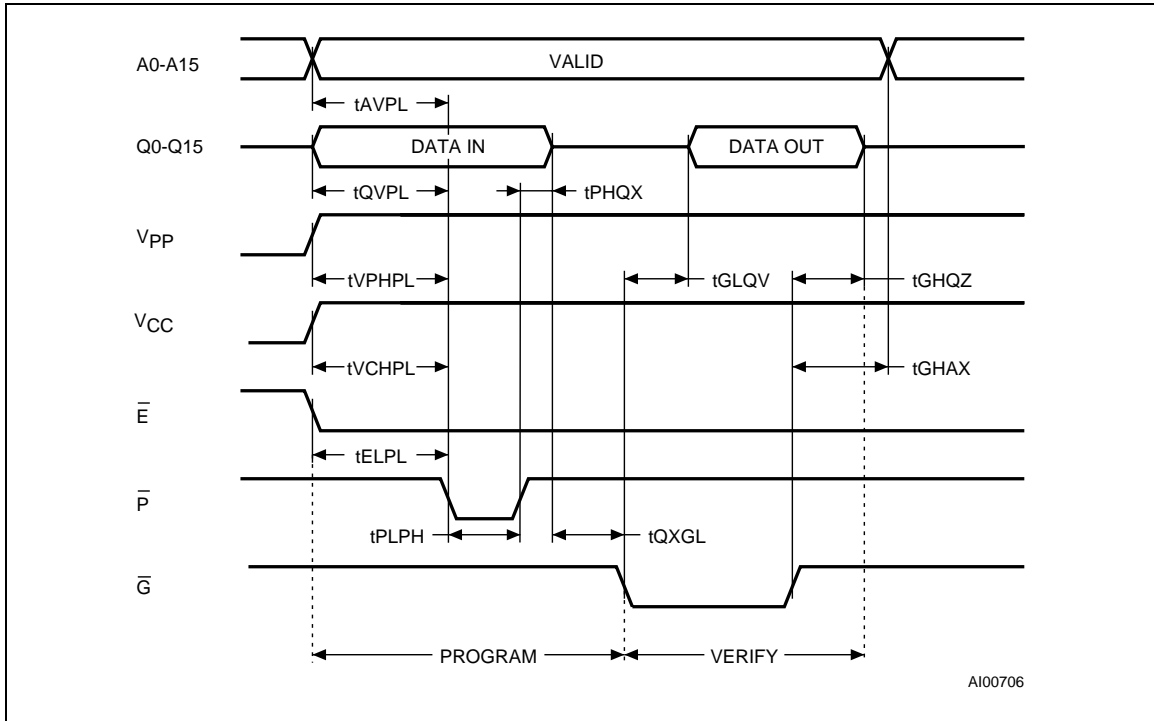 A0-A15
VALID
tAVPL
Q0-Q15
DATA IN
DATA OUT
tQVPL
tPHQX
VPP
tVPHPL
tGLQV
tGHQZ
VCC
tVCHPL
tGHAX
E̅
tELPL
P̅
tPLPH
tQXGL
G̅
PROGRAM
VERIFY
AI00706